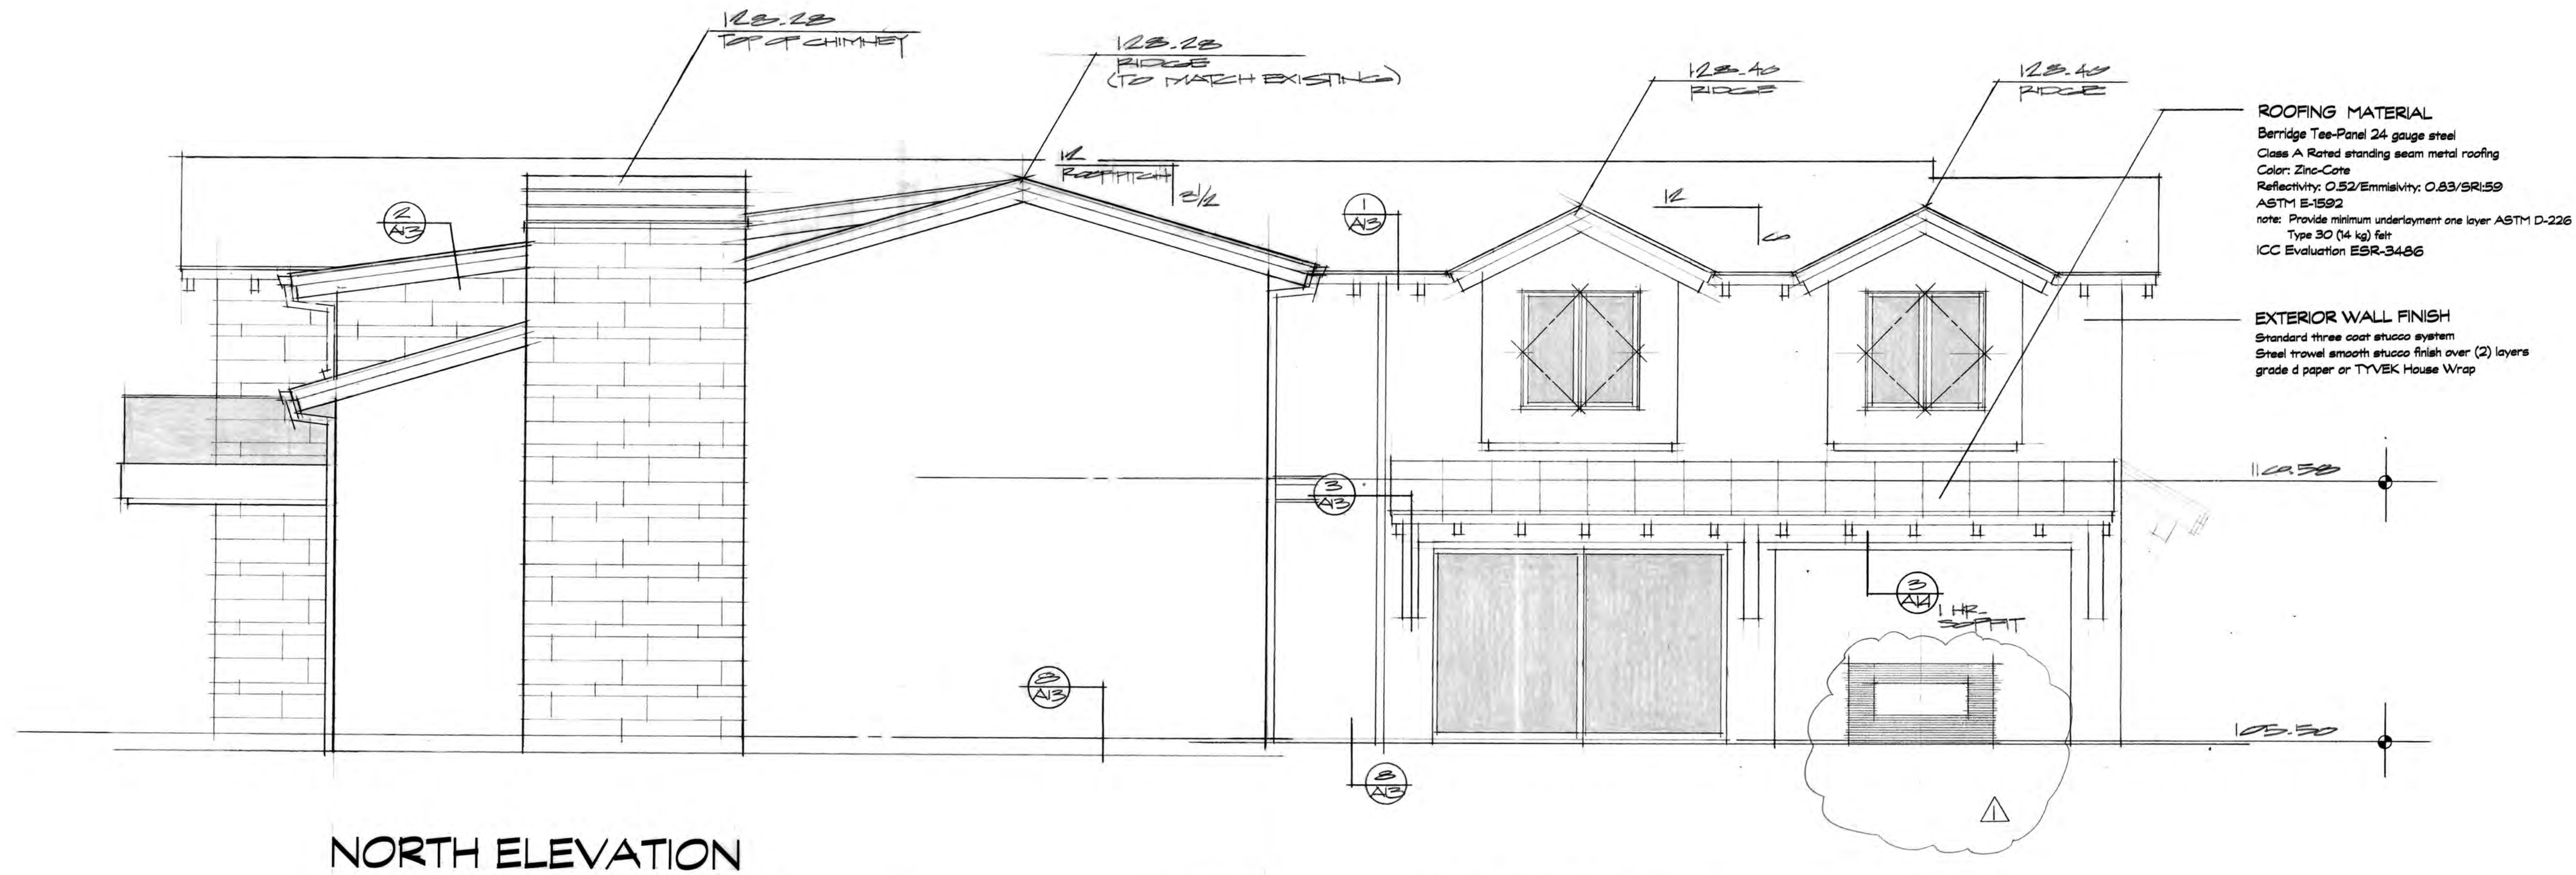 128.28
TOP OF CHIMNEY
128.28
RIDGE
(TO MATCH EXISTING)
128.40
RIDGE
128.40
RIDGE
ROOFING MATERIAL
Berridge Tee-Panel 24 gauge steel
Class A Rated standing seam metal roofing
Color: Zinc-Cote
Reflectivity: 0.52/Emmisivity: 0.83/SRI:59
ASTM E-1592
note: Provide minimum underlayment one layer ASTM D-226
Type 30 (14 kg) felt
ICC Evaluation ESR-3486
12
ROOF PITCH
3 1/2
2
A13
1
A13
12
6
EXTERIOR WALL FINISH
Standard three coat stucco system
Steel trowel smooth stucco finish over (2) layers
grade d paper or TYVEK House Wrap
116.58
3
A13
3
A14
1 HR-
SOFFIT
8
A13
105.50
8
A13
1
NORTH ELEVATION